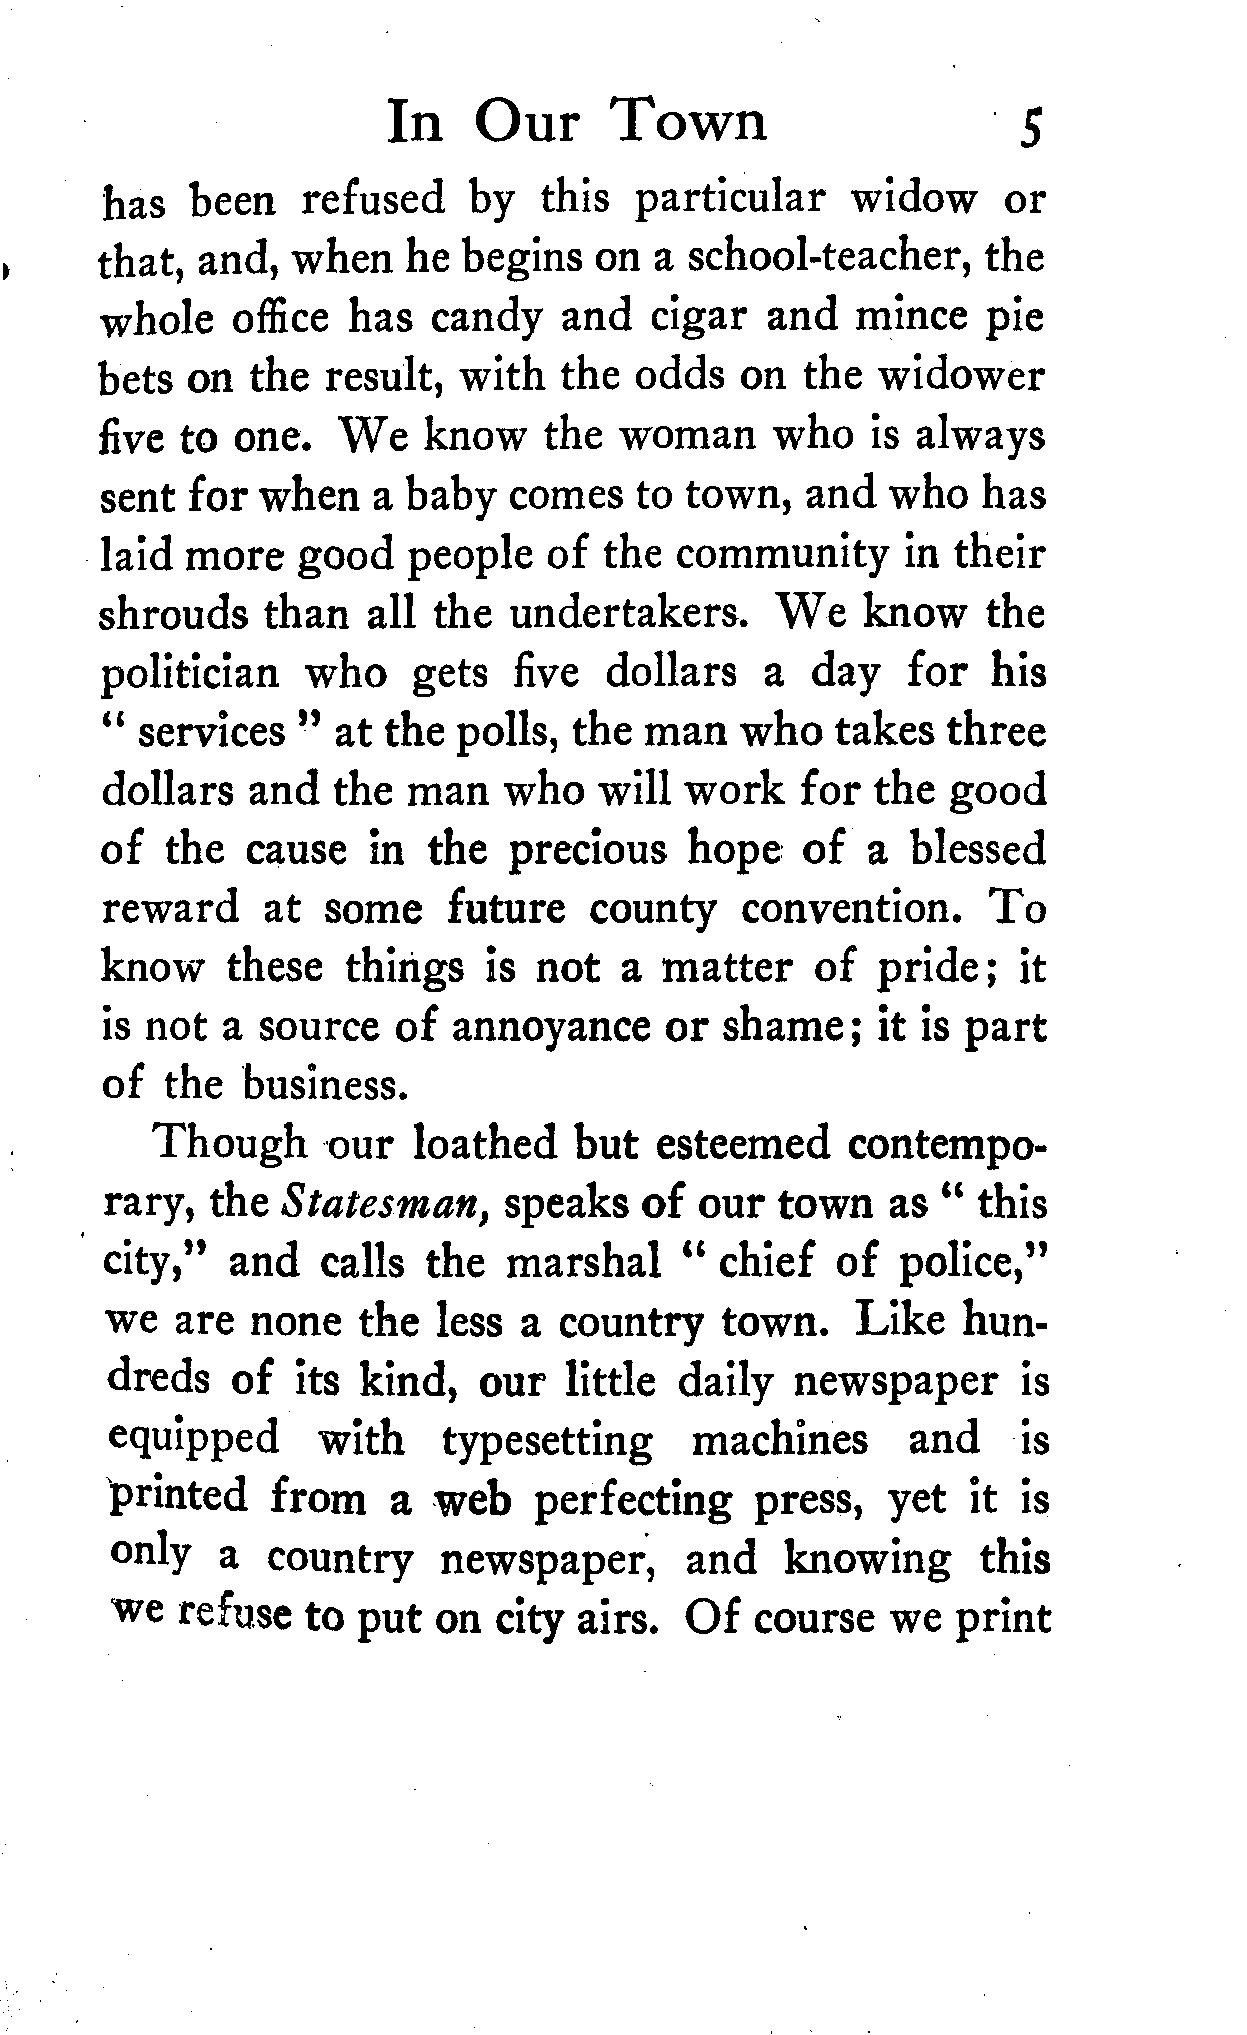 In Our Town 5
has been refused by this particular widow or
that, and, when he begins on a school-teacher, the
whole office has candy and cigar and mince pie
bets on the result, with the odds on the widower
five to one. We know the woman who is always
sent for when a baby comes to town, and who has
laid more good people of the community in their
shrouds than all the undertakers. We know the
politician who gets five dollars a day for his
" services " at the polls, the man who takes three
dollars and the man who will work for the good
of the cause in the precious hope of a blessed
reward at some future county convention. To
know these things is not a matter of pride; it
is not a source of annoyance or shame; it is part
of the business.
Though our loathed but esteemed contempo-
rary, the Statesman, speaks of our town as " this
city," and calls the marshal " chief of police,"
we are none the less a country town. Like hun-
dreds of its kind, our little daily newspaper is
equipped with typesetting machines and is
printed from a web perfecting press, yet it is
only a country newspaper, and knowing this
we refuse to put on city airs. Of course we print